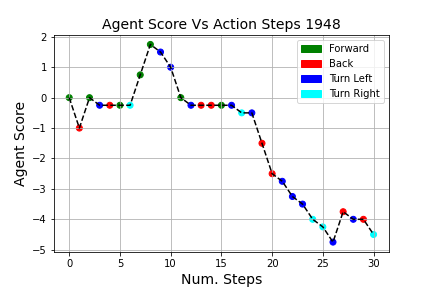 Agent Score Vs Action Steps 1948
Agent Score
2
1
0
−1
−2
−3
−4
−5
Forward
Back
Turn Left
Turn Right
0 5 10 15 20 25 30
Num. Steps